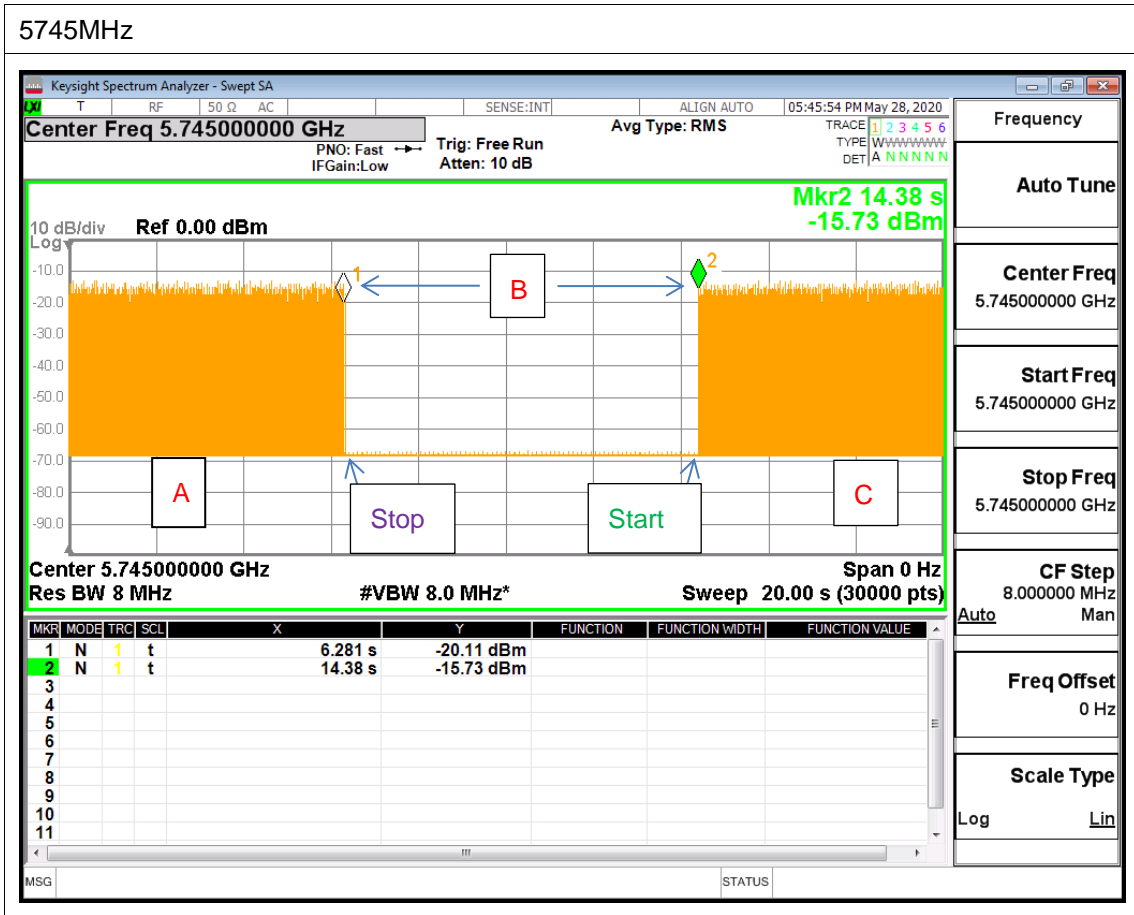 5745MHz
Keysight Spectrum Analyzer - Swept SA
LXI T RF 50 Ω AC SENSE:INT ALIGN AUTO 05:45:54 PM May 28, 2020
Center Freq 5.745000000 GHz
PNO: Fast
IFGain:Low
Trig: Free Run
Atten: 10 dB
Avg Type: RMS
TRACE 1 2 3 4 5 6
TYPE WWWWWW
DET A N N N N N
Mkr2 14.38 s
-15.73 dBm
10 dB/div Ref 0.00 dBm
Log
-10.0
-20.0
-30.0
-40.0
-50.0
-60.0
-70.0
-80.0
-90.0
1
2
B
A
Stop
Start
C
Center 5.745000000 GHz Span 0 Hz
Res BW 8 MHz #VBW 8.0 MHz* Sweep 20.00 s (30000 pts)
MKR MODE TRC SCL X Y FUNCTION FUNCTION WIDTH FUNCTION VALUE
1 N 1 t 6.281 s -20.11 dBm
2 N 1 t 14.38 s -15.73 dBm
3
4
5
6
7
8
9
10
11
MSG STATUS
Frequency
Auto Tune
Center Freq
5.745000000 GHz
Start Freq
5.745000000 GHz
Stop Freq
5.745000000 GHz
CF Step
8.000000 MHz
Auto Man
Freq Offset
0 Hz
Scale Type
Log Lin